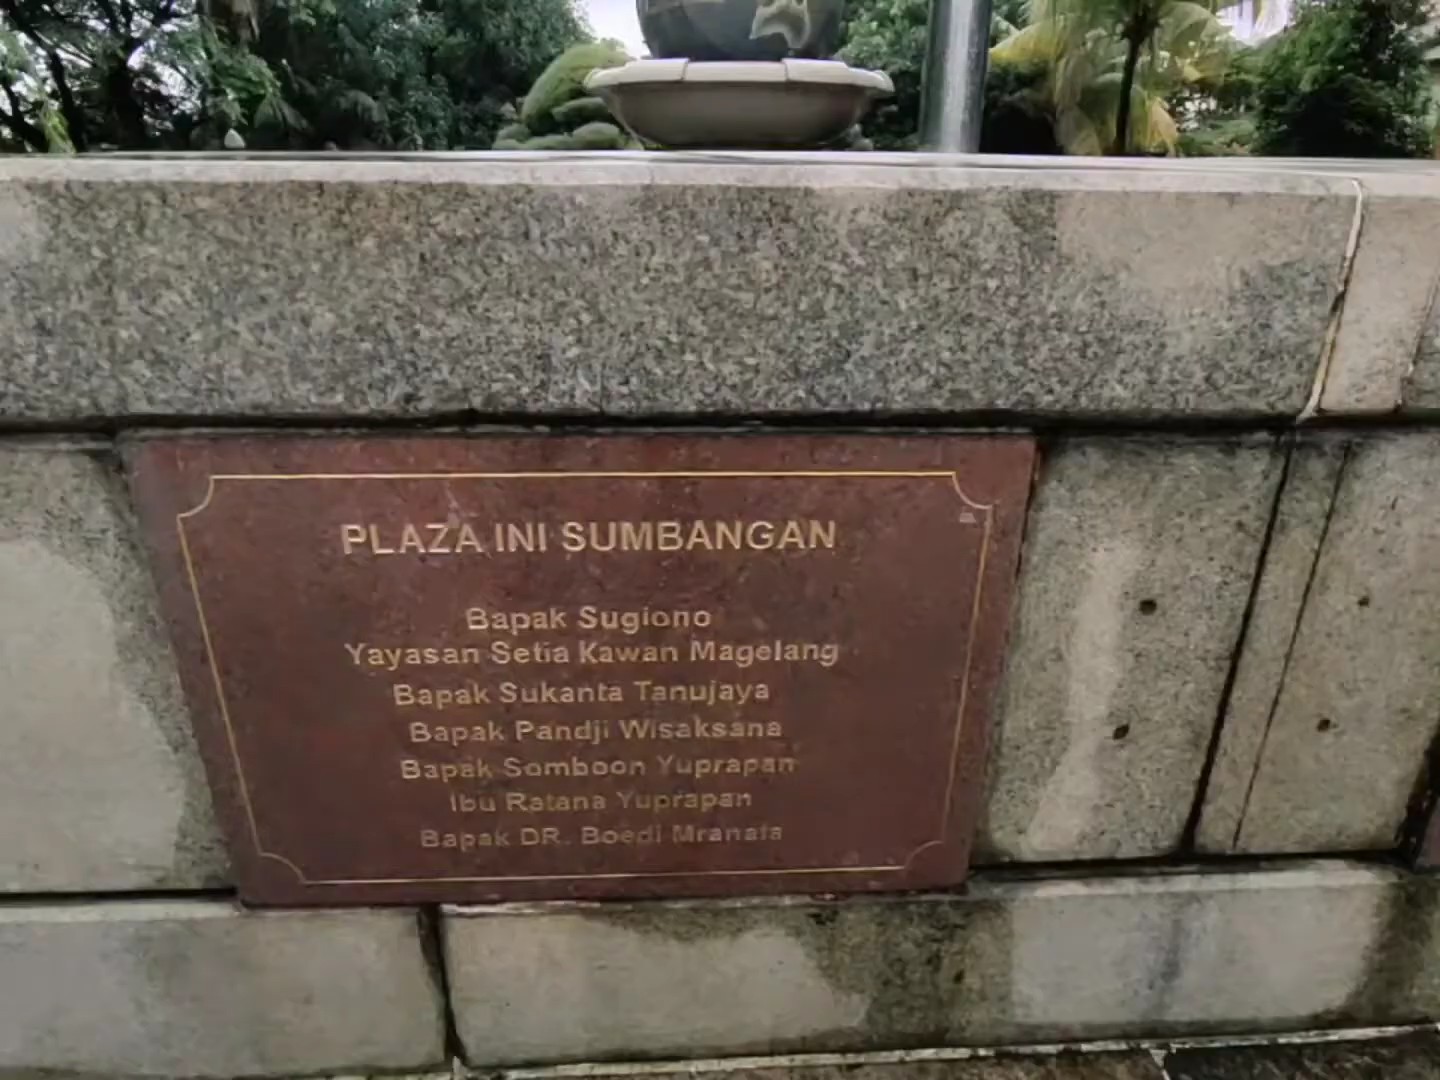 PLAZA INI SUMBANGAN
Bapak Sugiono
Yayasan Setia Kawan Magelang
Bapak Sukanta Tanujaya
Bapak Pandji Wisaksana
Bapak Somboon Yuprapan
Ibu Ratana Yuprapan
Bapak DR. Boedi Mranata